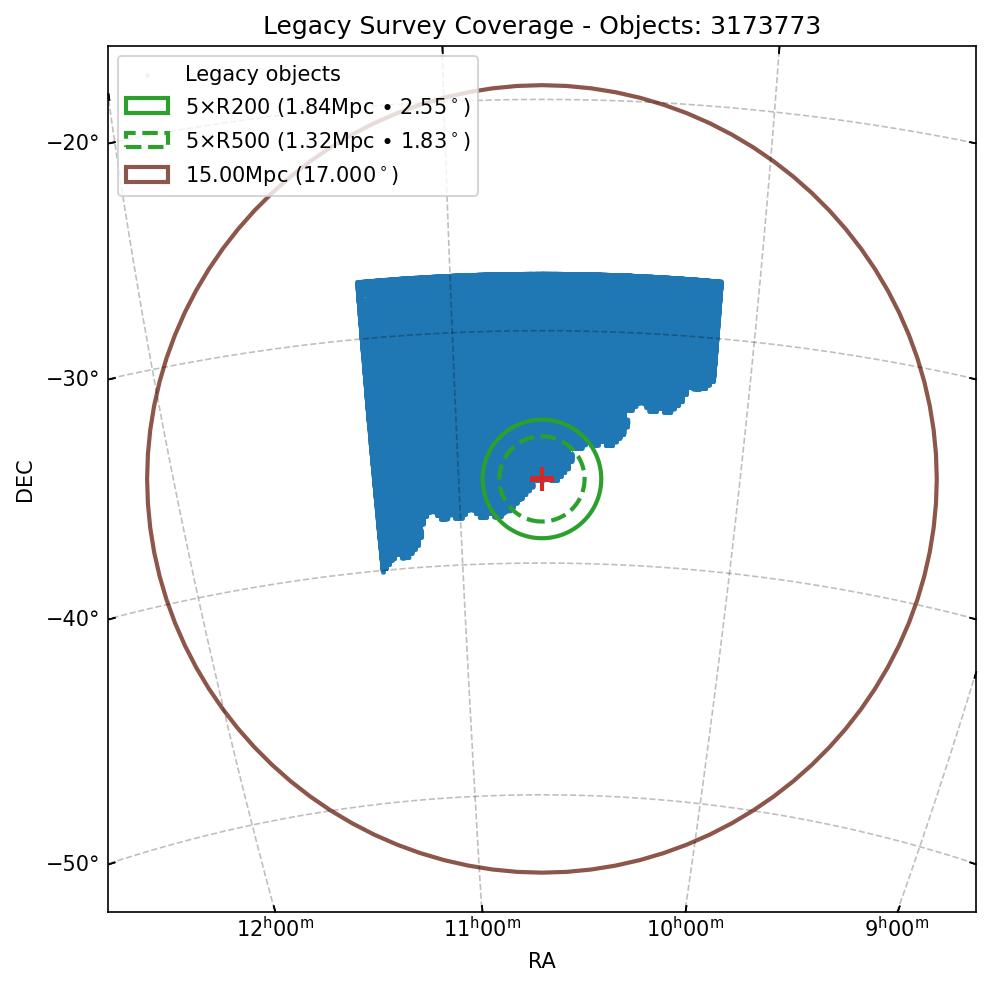 Legacy Survey Coverage - Objects: 3173773
Legacy objects
5×R200 (1.84Mpc • 2.55°)
5×R500 (1.32Mpc • 1.83°)
15.00Mpc (17.000°)
−20°
−30°
−40°
−50°
DEC
12h00m
11h00m
10h00m
9h00m
RA